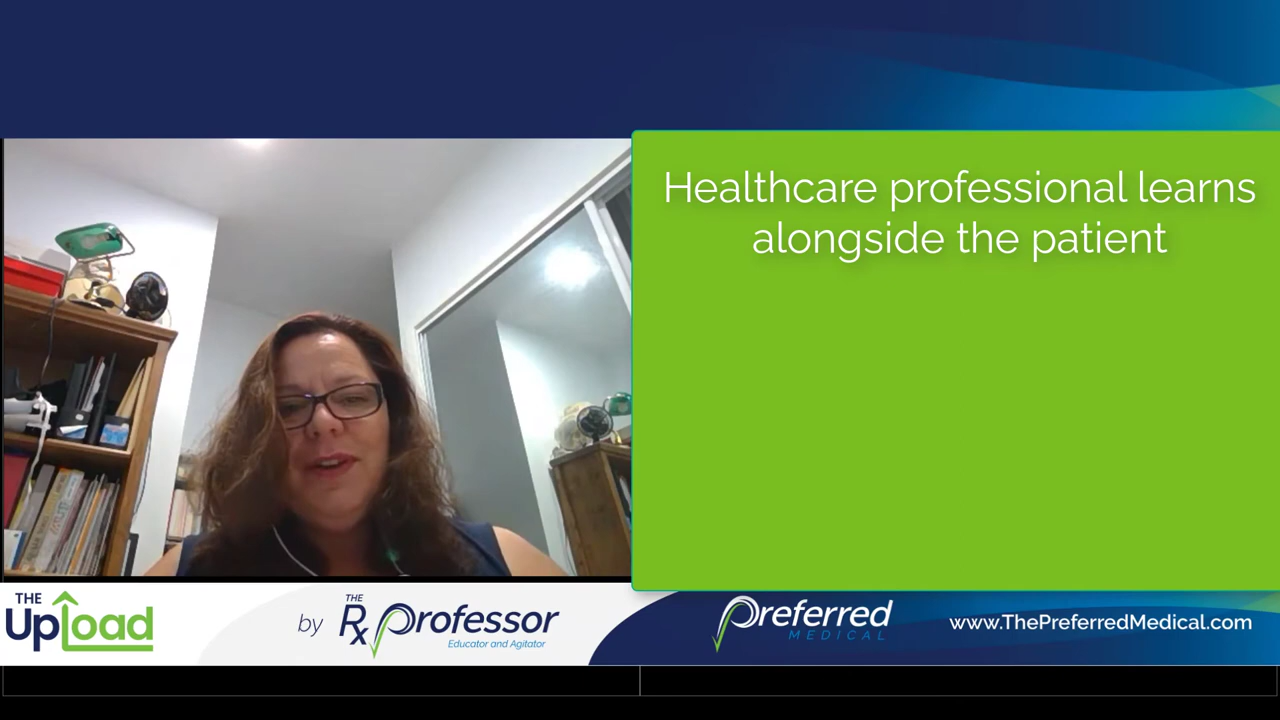 Healthcare professional learns
alongside the patient
THE
Upload
by
THE
Rx Professor
Educator and Agitator
Preferred
MEDICAL
www.ThePreferredMedical.com